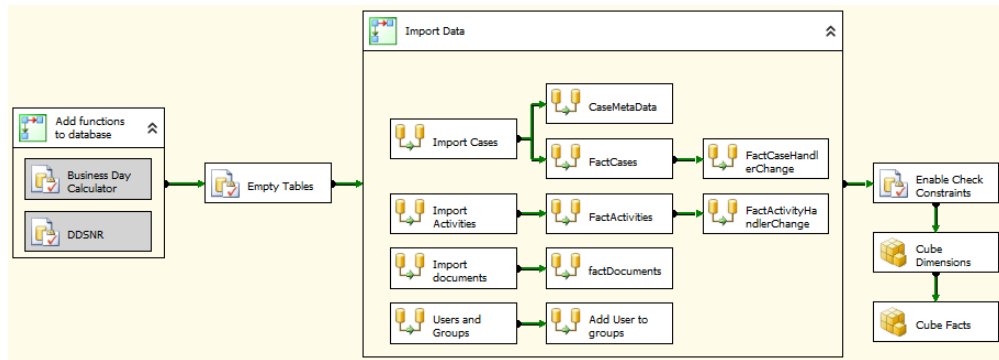 Import Data
Add functions
to database
Business Day
Calculator
DDSNR
Empty Tables
Import Cases
CaseMetaData
FactCases
FactCaseHandl
erChange
Import
Activities
FactActivities
FactActivityHa
ndlerChange
Import
documents
factDocuments
Users and
Groups
Add User to
groups
Enable Check
Constraints
Cube
Dimensions
Cube Facts